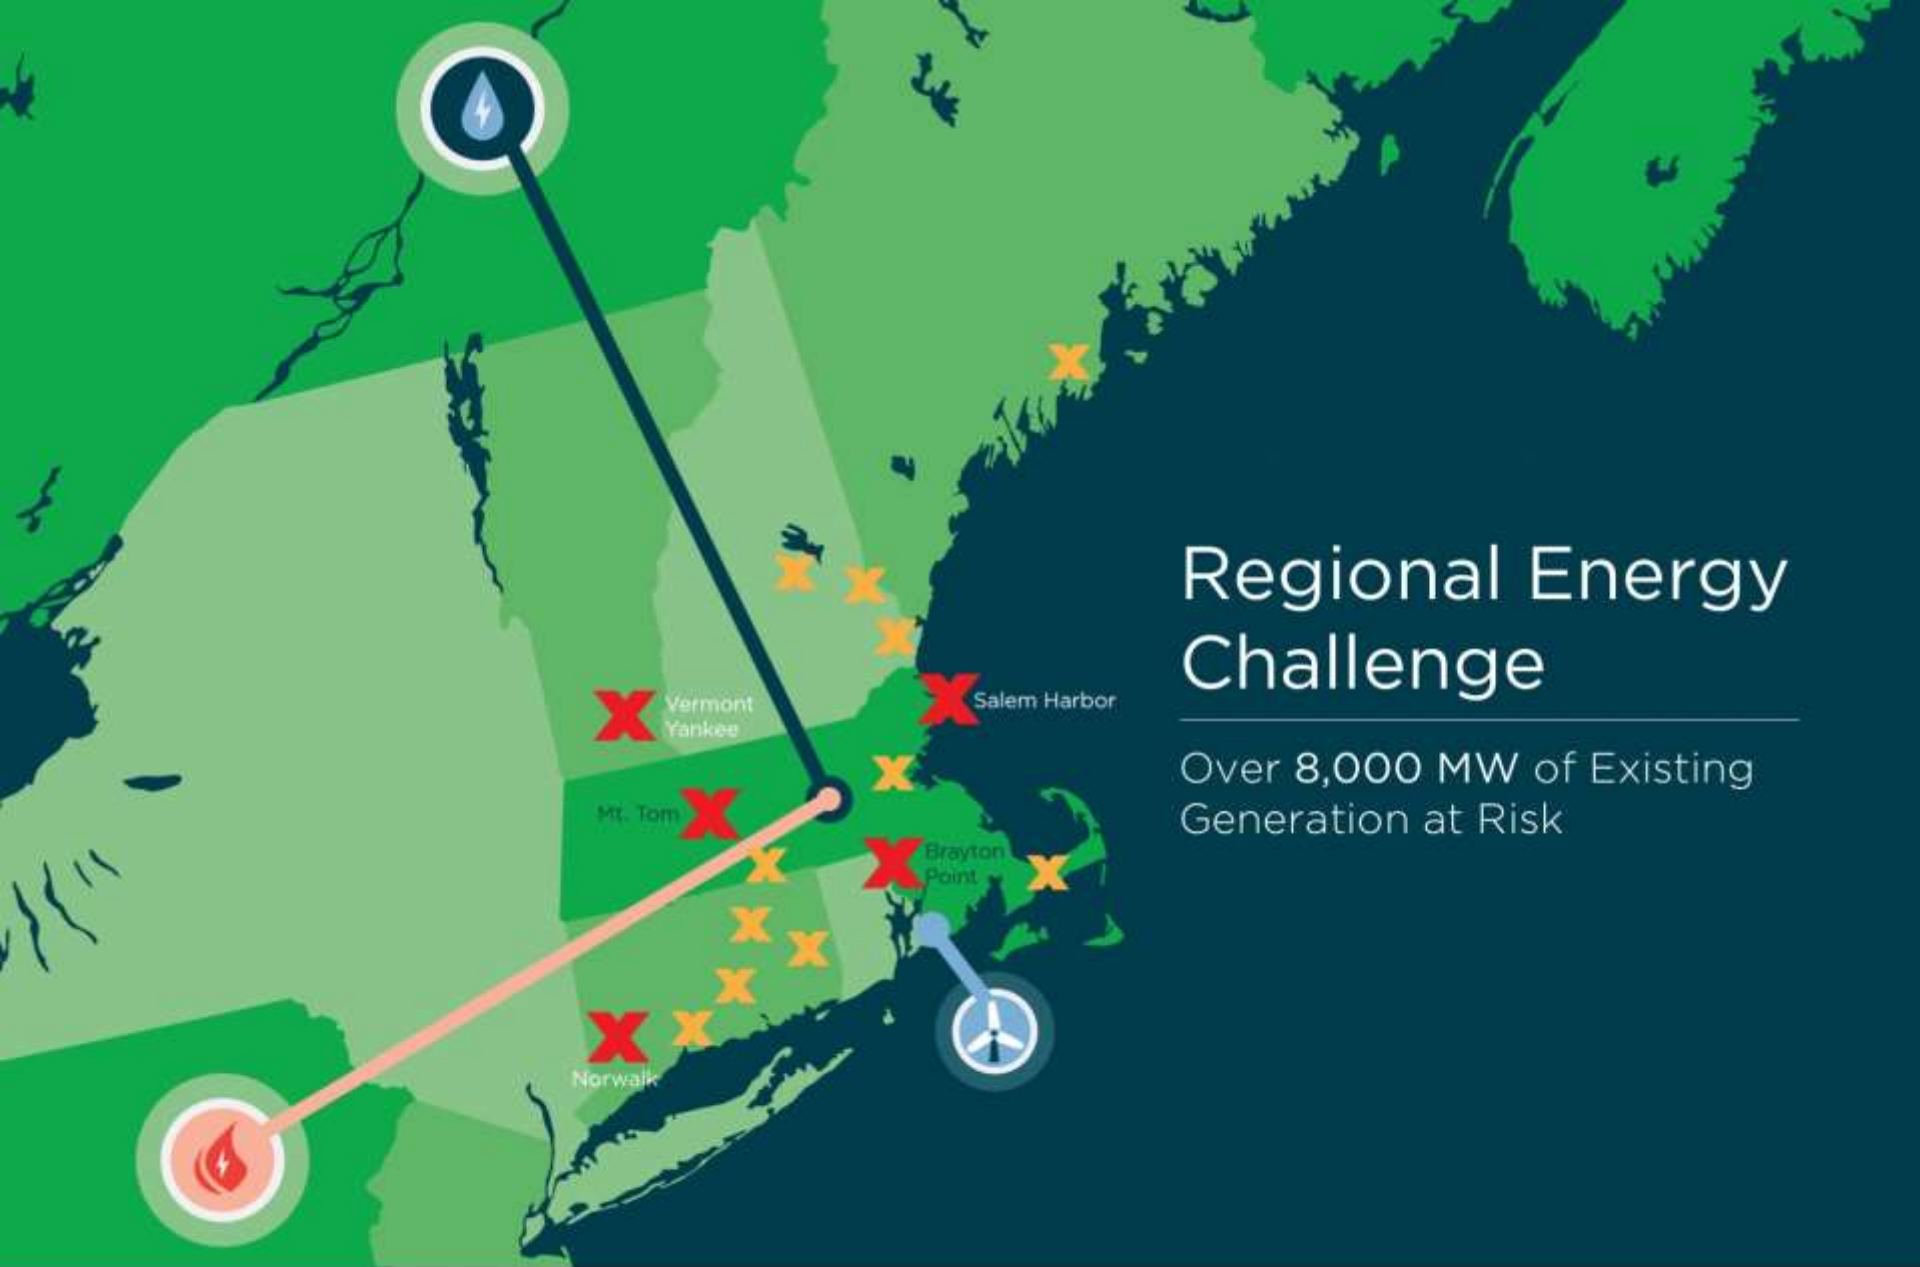 Regional Energy
Challenge
Over 8,000 MW of Existing
Generation at Risk
Vermont
Yankee
Salem Harbor
Mt. Tom
Brayton
Point
Norwalk